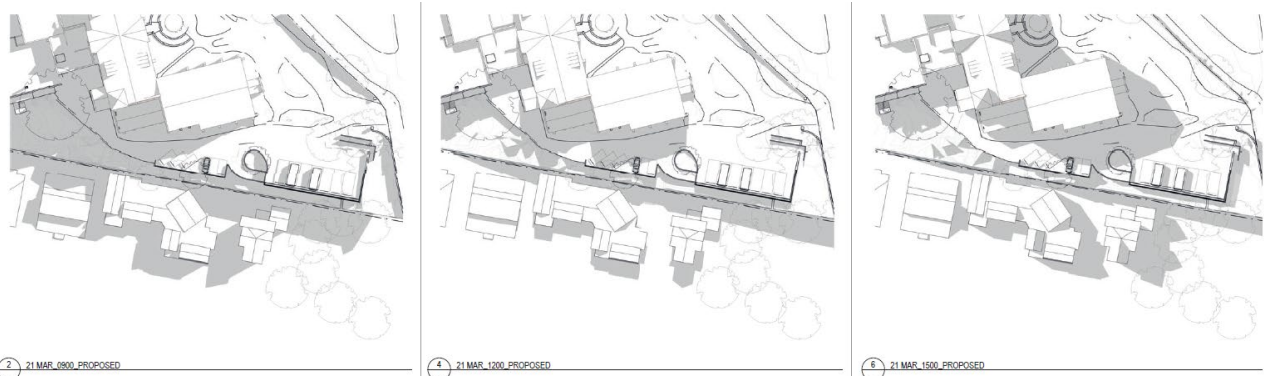 2 21 MAR_0900_PROPOSED
4 21 MAR_1200_PROPOSED
6 21 MAR_1500_PROPOSED